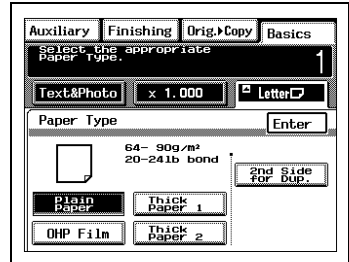 Auxiliary Finishing Orig.▸Copy Basics
Select the appropriate
Paper Type.
1
Text&Photo x 1.000 Letter
Paper Type Enter
64- 90g/m²
20-24lb bond
2nd Side
for Dup.
Plain
Paper
Thick
Paper 1
OHP Film
Thick
Paper 2